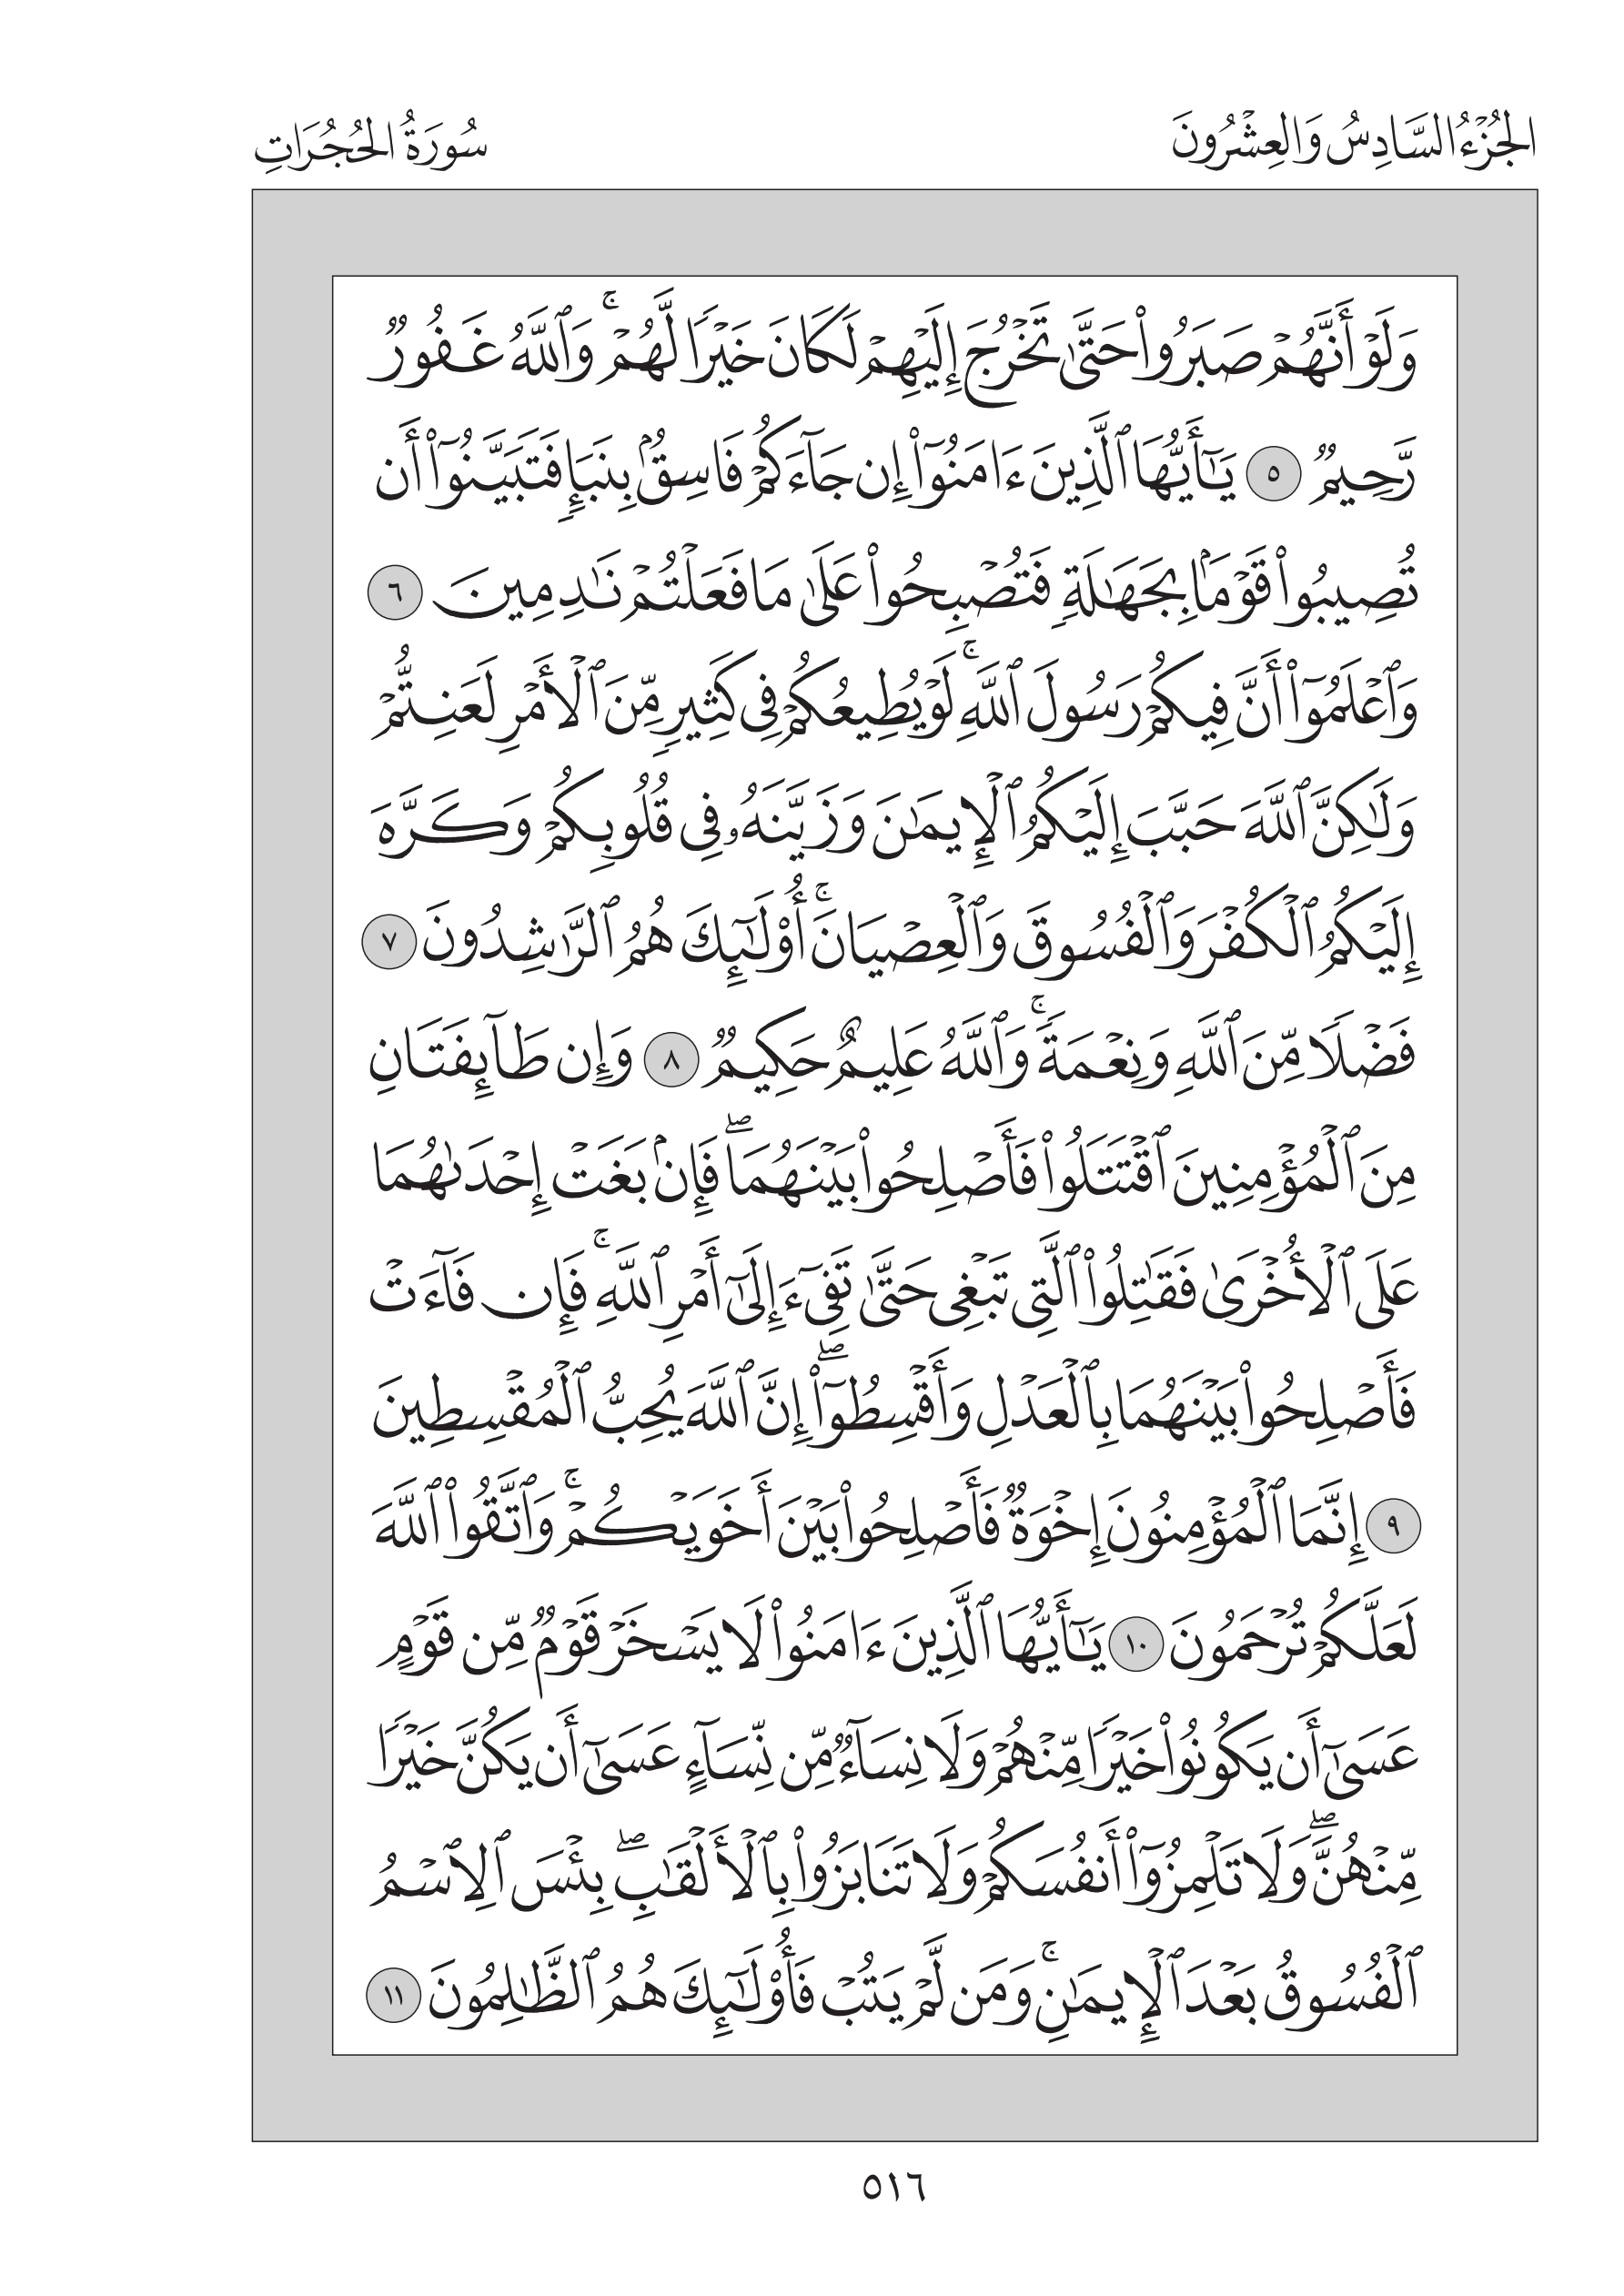 الجُزْءُ السَّادِسُ وَالعِشْرُونَ
سُورَةُ الحُجُرَاتِ
وَلَوْ أَنَّهُمْ صَبَرُوا۟ حَتَّىٰ تَخْرُجَ إِلَيْهِمْ لَكَانَ خَيْرًا لَّهُمْ ۚ وَٱللَّهُ غَفُورٌ
رَّحِيمٌ ٥ يَـٰٓأَيُّهَا ٱلَّذِينَ ءَامَنُوٓا۟ إِن جَآءَكُمْ فَاسِقٌۢ بِنَبَإٍ فَتَبَيَّنُوٓا۟ أَن
تُصِيبُوا۟ قَوْمًۢا بِجَهَـٰلَةٍ فَتُصْبِحُوا۟ عَلَىٰ مَا فَعَلْتُمْ نَـٰدِمِينَ ٦
وَٱعْلَمُوٓا۟ أَنَّ فِيكُمْ رَسُولَ ٱللَّهِ ۚ لَوْ يُطِيعُكُمْ فِى كَثِيرٍ مِّنَ ٱلْأَمْرِ لَعَنِتُّمْ
وَلَـٰكِنَّ ٱللَّهَ حَبَّبَ إِلَيْكُمُ ٱلْإِيمَـٰنَ وَزَيَّنَهُۥ فِى قُلُوبِكُمْ وَكَرَّهَ
إِلَيْكُمُ ٱلْكُفْرَ وَٱلْفُسُوقَ وَٱلْعِصْيَانَ ۚ أُو۟لَـٰٓئِكَ هُمُ ٱلرَّٰشِدُونَ ٧
فَضْلًا مِّنَ ٱللَّهِ وَنِعْمَةً ۚ وَٱللَّهُ عَلِيمٌ حَكِيمٌ ٨ وَإِن طَآئِفَتَانِ
مِنَ ٱلْمُؤْمِنِينَ ٱقْتَتَلُوا۟ فَأَصْلِحُوا۟ بَيْنَهُمَا ۖ فَإِنۢ بَغَتْ إِحْدَىٰهُمَا
عَلَى ٱلْأُخْرَىٰ فَقَـٰتِلُوا۟ ٱلَّتِى تَبْغِى حَتَّىٰ تَفِىٓءَ إِلَىٰٓ أَمْرِ ٱللَّهِ ۚ فَإِن فَآءَتْ
فَأَصْلِحُوا۟ بَيْنَهُمَا بِٱلْعَدْلِ وَأَقْسِطُوٓا۟ ۖ إِنَّ ٱللَّهَ يُحِبُّ ٱلْمُقْسِطِينَ
٩ إِنَّمَا ٱلْمُؤْمِنُونَ إِخْوَةٌ فَأَصْلِحُوا۟ بَيْنَ أَخَوَيْكُمْ ۚ وَٱتَّقُوا۟ ٱللَّهَ
لَعَلَّكُمْ تُرْحَمُونَ ١٠ يَـٰٓأَيُّهَا ٱلَّذِينَ ءَامَنُوا۟ لَا يَسْخَرْ قَوْمٌ مِّن قَوْمٍ
عَسَىٰٓ أَن يَكُونُوا۟ خَيْرًا مِّنْهُمْ وَلَا نِسَآءٌ مِّن نِّسَآءٍ عَسَىٰٓ أَن يَكُنَّ خَيْرًا
مِّنْهُنَّ ۖ وَلَا تَلْمِزُوٓا۟ أَنفُسَكُمْ وَلَا تَنَابَزُوا۟ بِٱلْأَلْقَـٰبِ ۖ بِئْسَ ٱلِٱسْمُ
ٱلْفُسُوقُ بَعْدَ ٱلْإِيمَـٰنِ ۚ وَمَن لَّمْ يَتُبْ فَأُو۟لَـٰٓئِكَ هُمُ ٱلظَّـٰلِمُونَ ١١
٥١٦